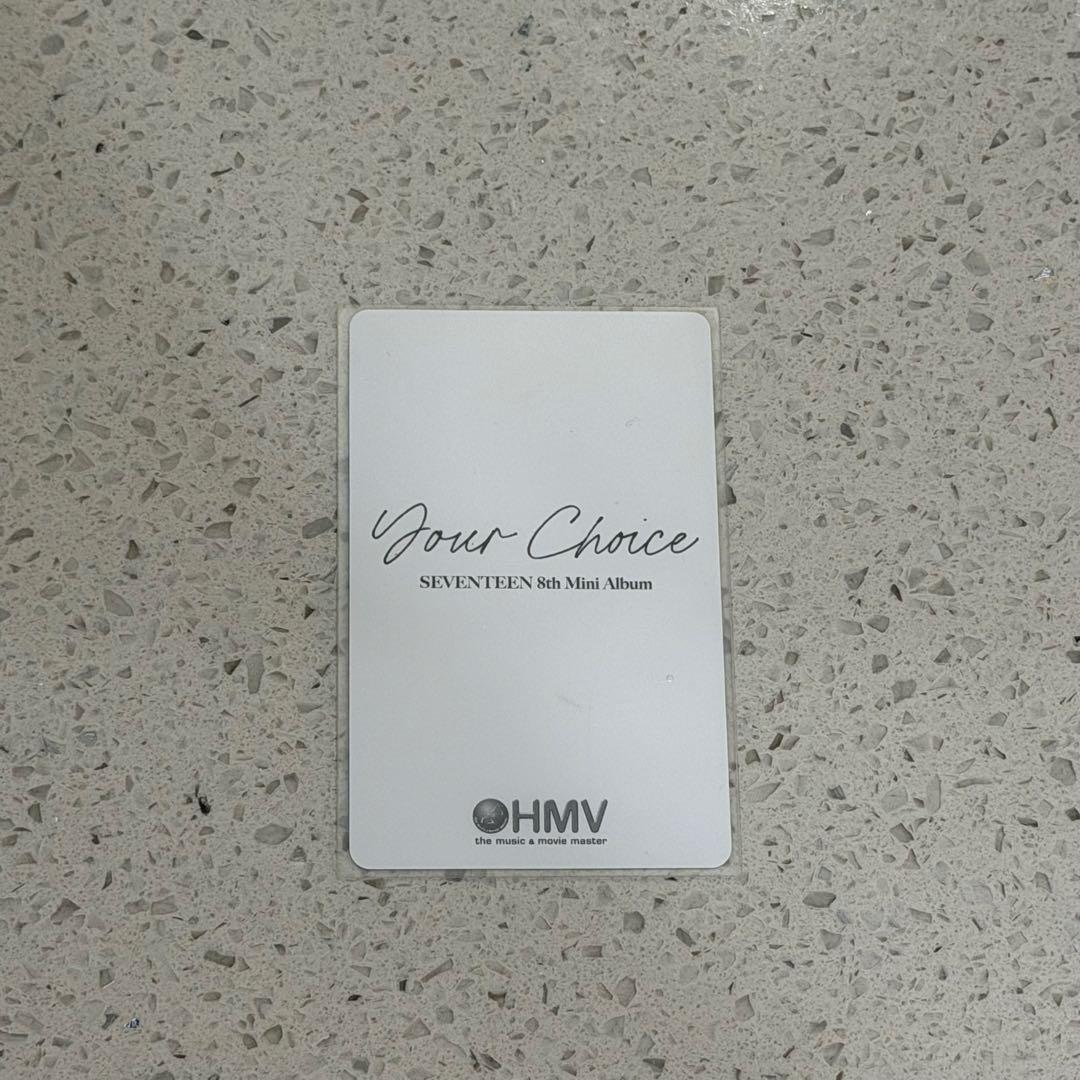 Your Choice
SEVENTEEN 8th Mini Album
HMV
the music & movie master